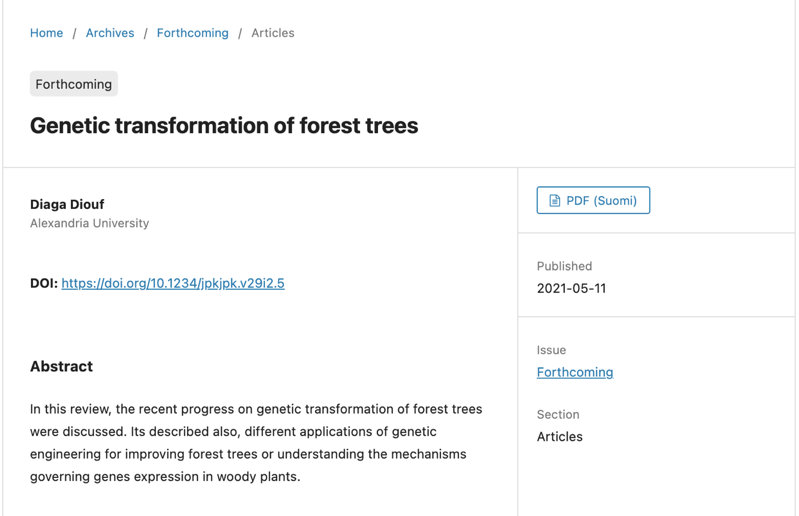 Home / Archives / Forthcoming / Articles
Forthcoming
Genetic transformation of forest trees
Diaga Diouf
Alexandria University
DOI: https://doi.org/10.1234/jpkjpk.v29i2.5
Abstract
In this review, the recent progress on genetic transformation of forest trees
were discussed. Its described also, different applications of genetic
engineering for improving forest trees or understanding the mechanisms
governing genes expression in woody plants.
PDF (Suomi)
Published
2021-05-11
Issue
Forthcoming
Section
Articles